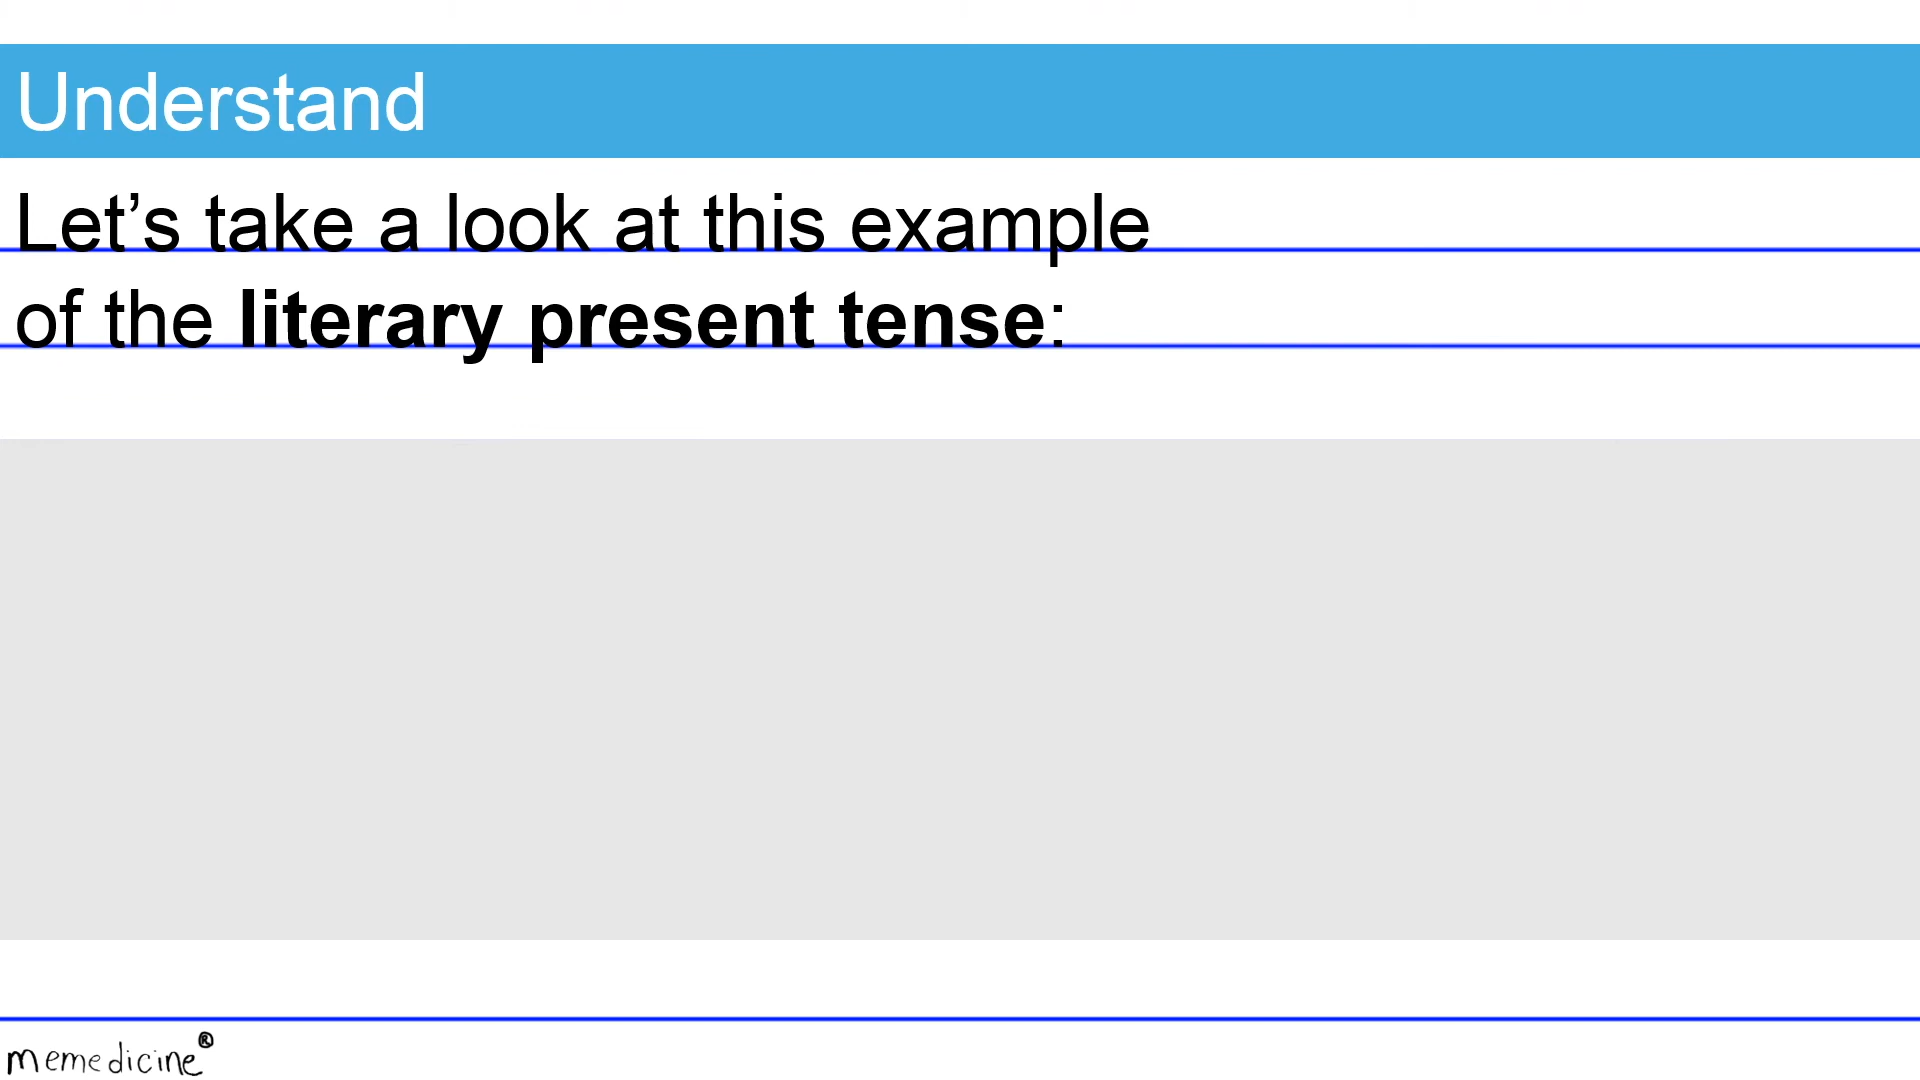 Understand
Let’s take a look at this example
of the literary present tense:
memedicine®